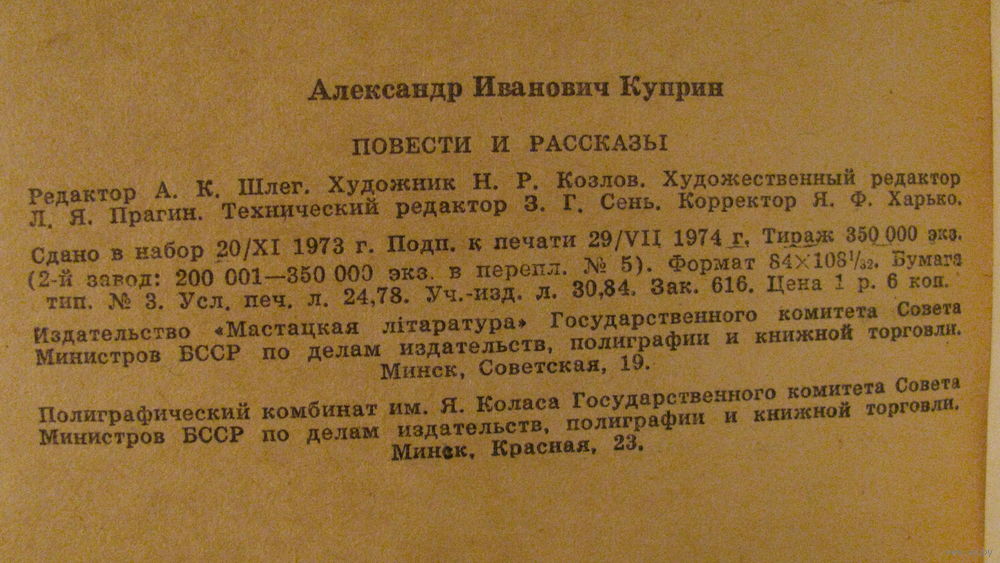 Александр Иванович Куприн
ПОВЕСТИ И РАССКАЗЫ
Редактор А. К. Шлег. Художник Н. Р. Козлов. Художественный редактор
Л. Я. Прагин. Технический редактор З. Г. Сень. Корректор Я. Ф. Харько.
Сдано в набор 20/XI 1973 г. Подп. к печати 29/VII 1974 г. Тираж 350 000 экз.
(2-й завод: 200 001—350 000 экз. в перепл. № 5). Формат 84×108¹/₃₂. Бумага
тип. № 3. Усл. печ. л. 24,78. Уч.-изд. л. 30,84. Зак. 616. Цена 1 р. 6 коп.
Издательство «Мастацкая літаратура» Государственного комитета Совета
Министров БССР по делам издательств, полиграфии и книжной торговли.
Минск, Советская, 19.
Полиграфический комбинат им. Я. Коласа Государственного комитета Совета
Министров БССР по делам издательств, полиграфии и книжной торговли.
Минск, Красная, 23.